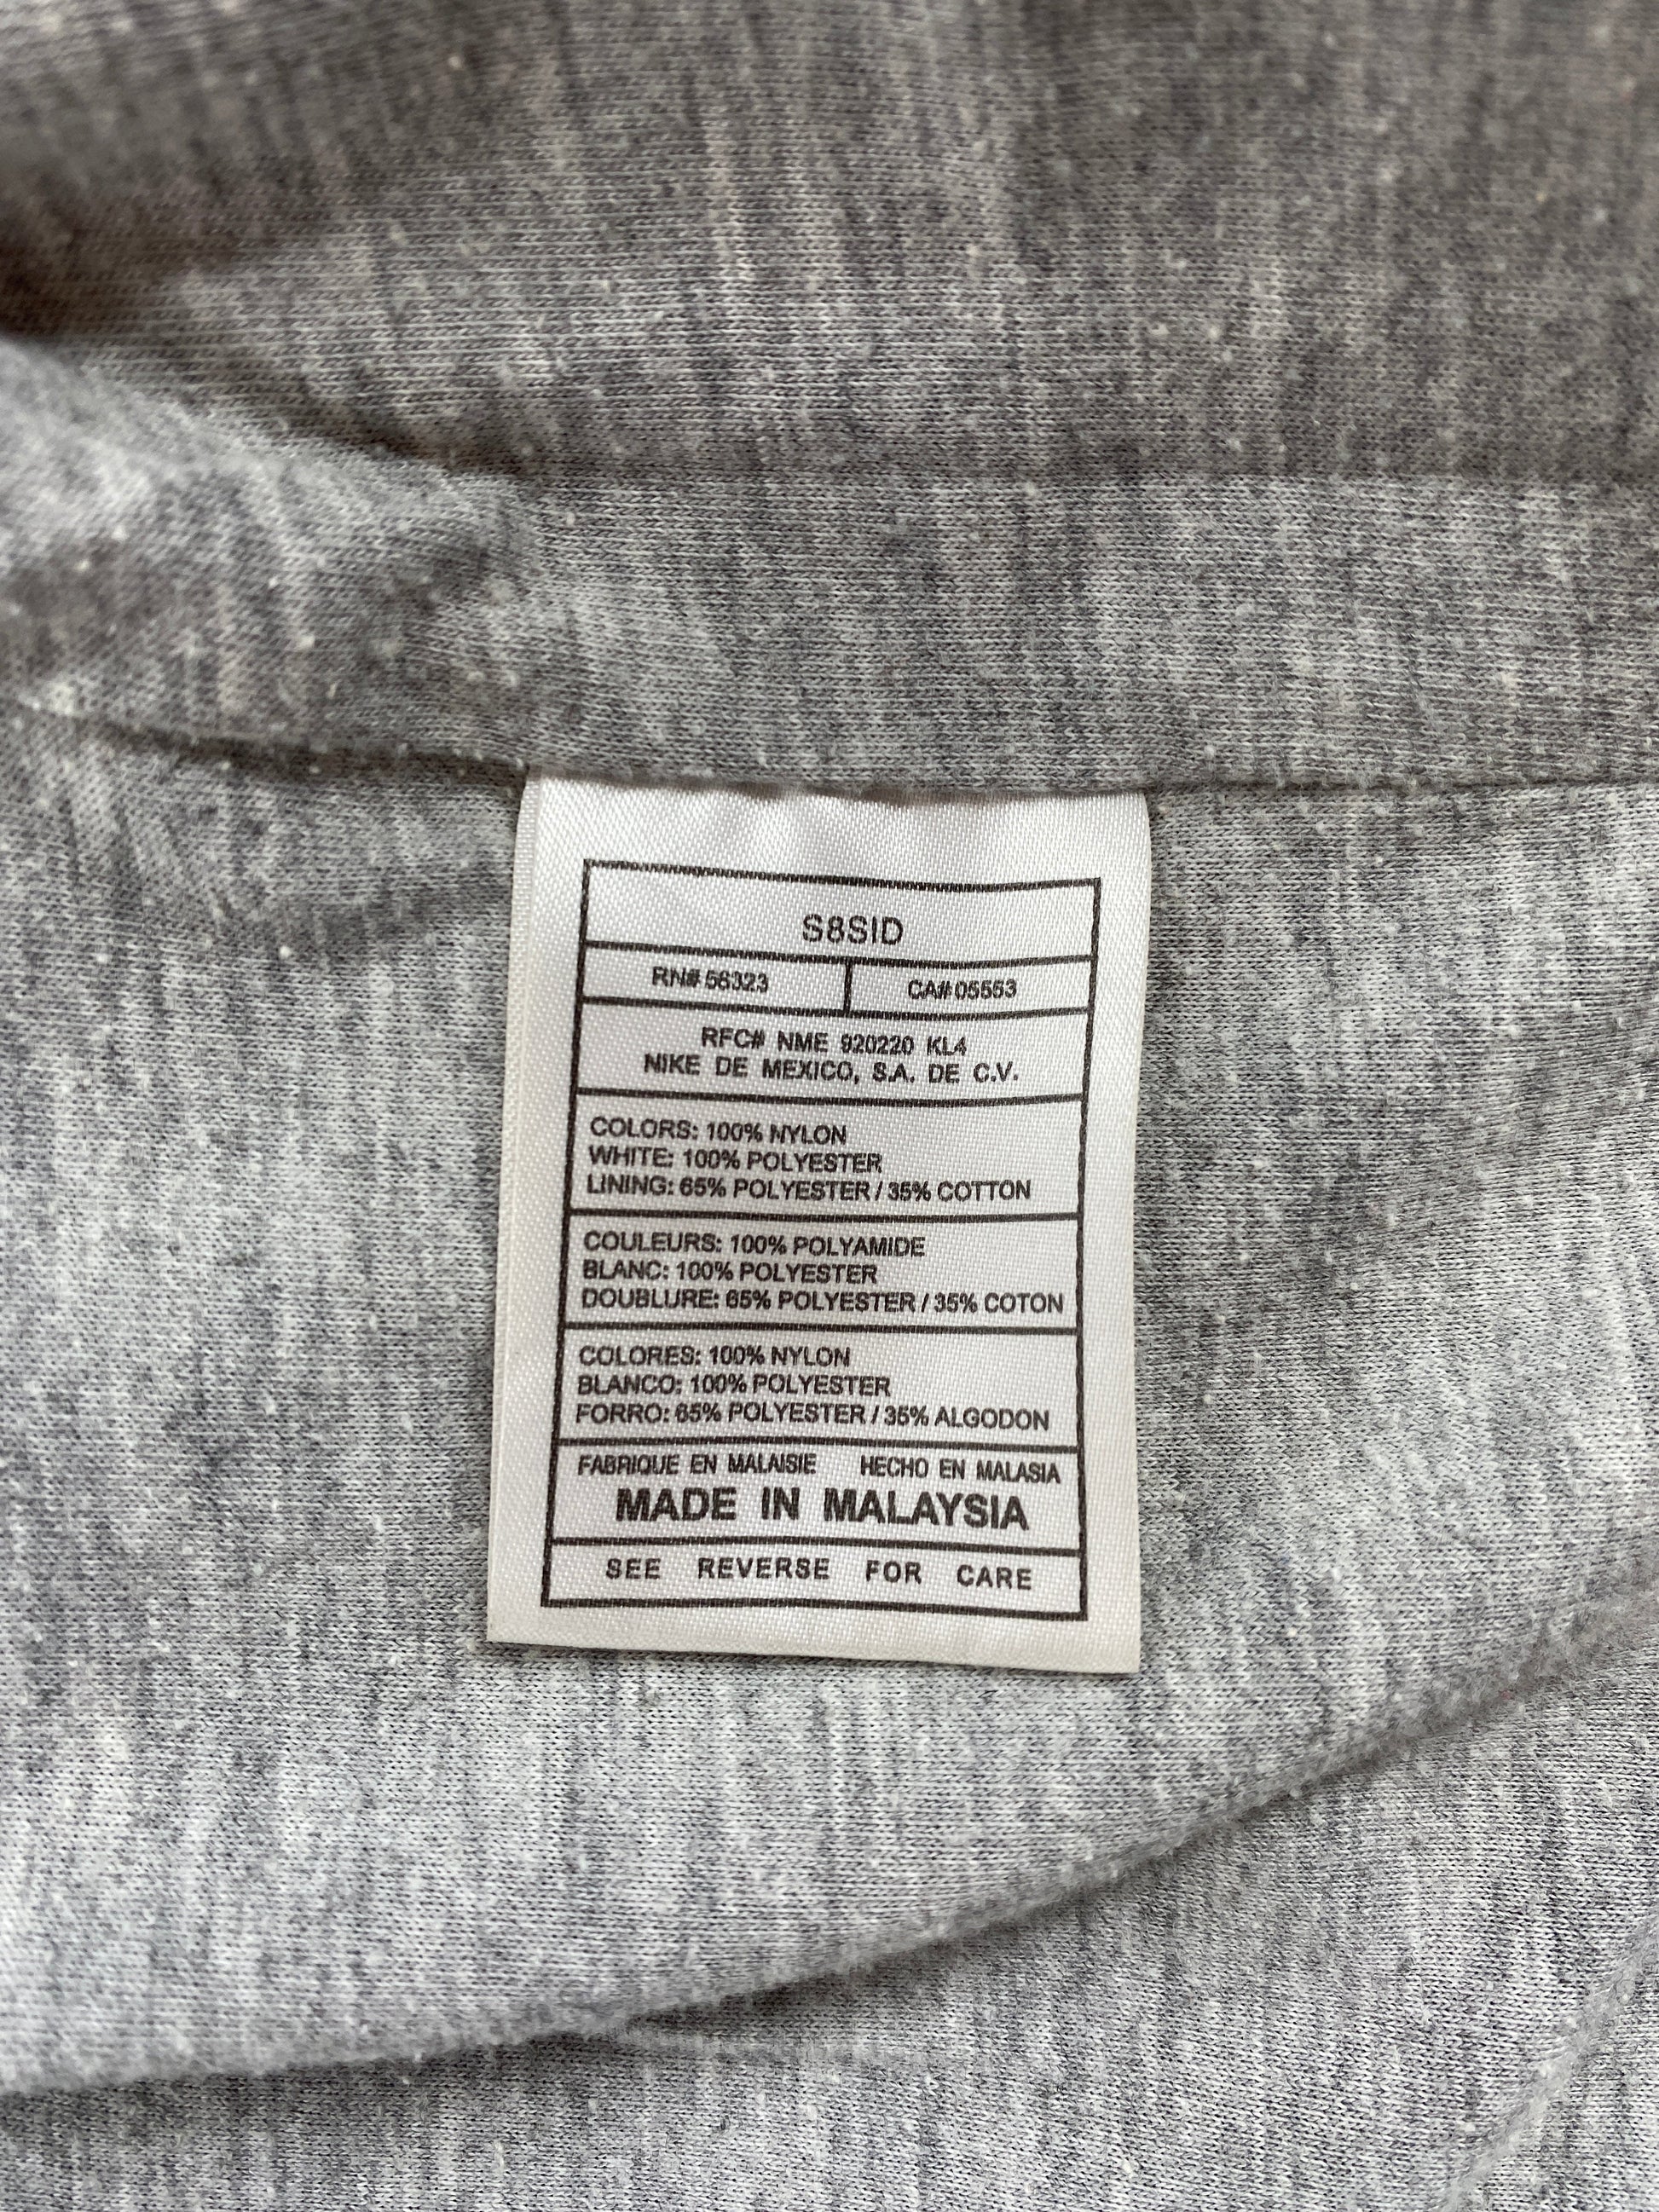 S8SID
RN# 56323 CA# 05553
RFC# NME 920220 KL4
NIKE DE MEXICO, S.A. DE C.V.
COLORS: 100% NYLON
WHITE: 100% POLYESTER
LINING: 65% POLYESTER / 35% COTTON
COULEURS: 100% POLYAMIDE
BLANC: 100% POLYESTER
DOUBLURE: 65% POLYESTER / 35% COTON
COLORES: 100% NYLON
BLANCO: 100% POLYESTER
FORRO: 65% POLYESTER / 35% ALGODON
FABRIQUE EN MALAISIE HECHO EN MALASIA
MADE IN MALAYSIA
SEE REVERSE FOR CARE